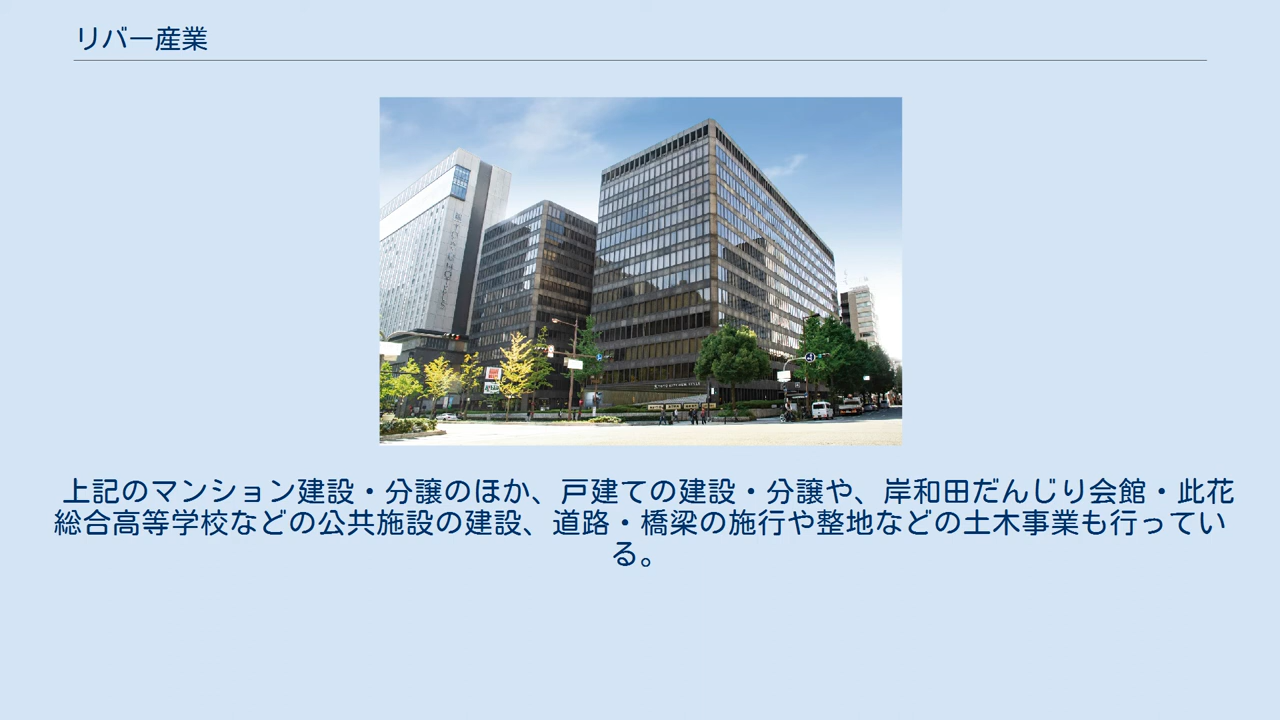 リバー産業
上記のマンション建設・分譲のほか、戸建ての建設・分譲や、岸和田だんじり会館・此花
総合高等学校などの公共施設の建設、道路・橋梁の施行や整地などの土木事業も行ってい
る。